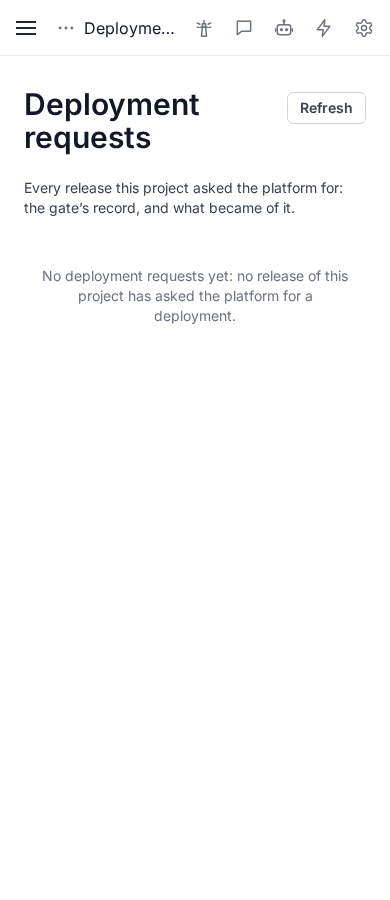 Deployme...
Deployment
requests
Refresh
Every release this project asked the platform for:
the gate’s record, and what became of it.
No deployment requests yet: no release of this
project has asked the platform for a
deployment.